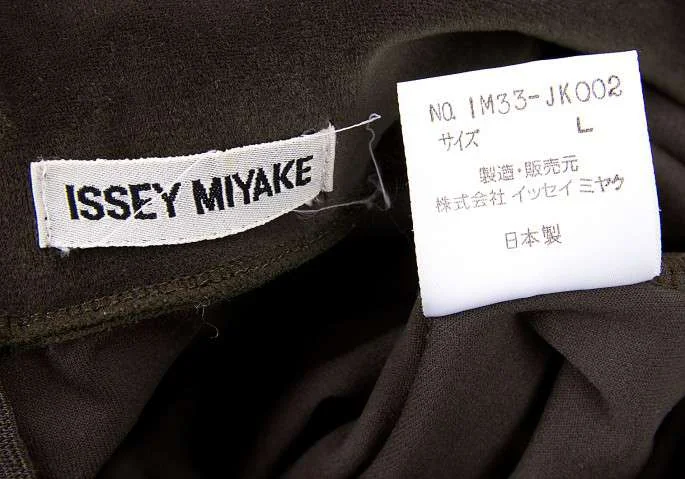 ISSEY MIYAKE
NO. IM33-JK002
サイズ L
製造・販売元
株式会社 イッセイ ミヤケ
日本製